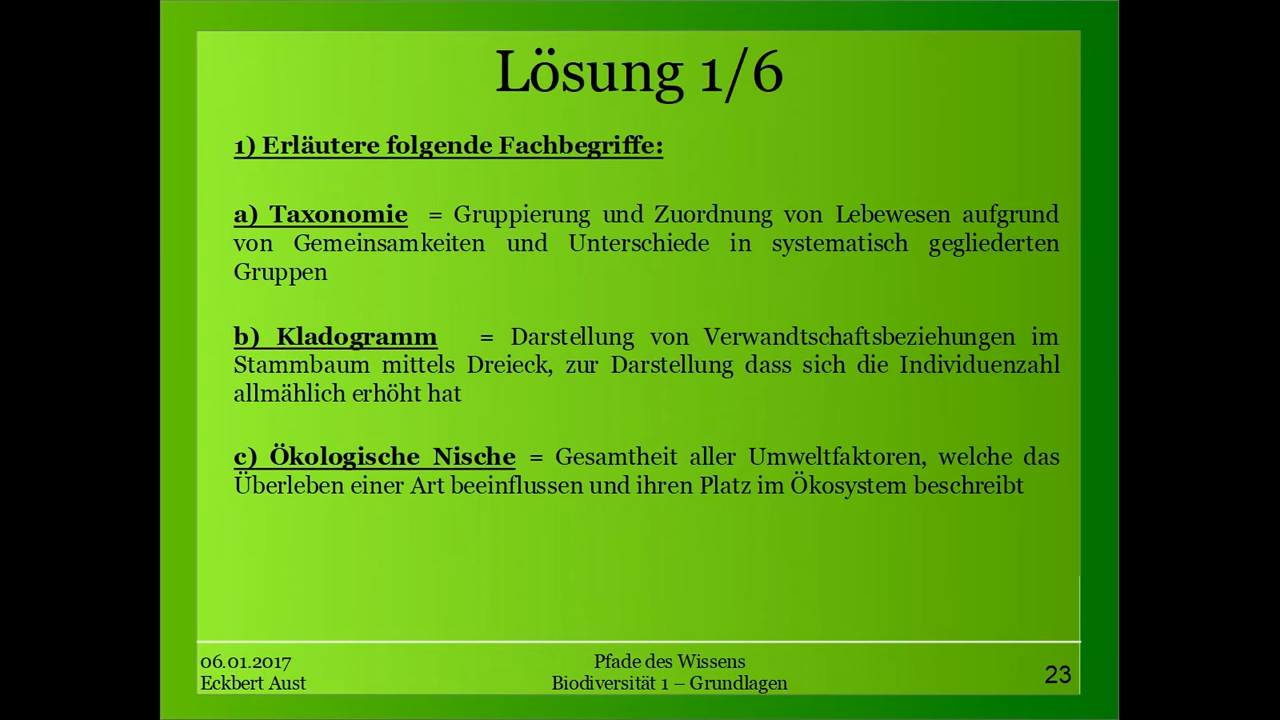 Lösung 1/6
1) Erläutere folgende Fachbegriffe:
a) Taxonomie = Gruppierung und Zuordnung von Lebewesen aufgrund
von Gemeinsamkeiten und Unterschiede in systematisch gegliederten
Gruppen
b) Kladogramm = Darstellung von Verwandtschaftsbeziehungen im
Stammbaum mittels Dreieck, zur Darstellung dass sich die Individuenzahl
allmählich erhöht hat
c) Ökologische Nische = Gesamtheit aller Umweltfaktoren, welche das
Überleben einer Art beeinflussen und ihren Platz im Ökosystem beschreibt
06.01.2017
Eckbert Aust
Pfade des Wissens
Biodiversität 1 – Grundlagen
23